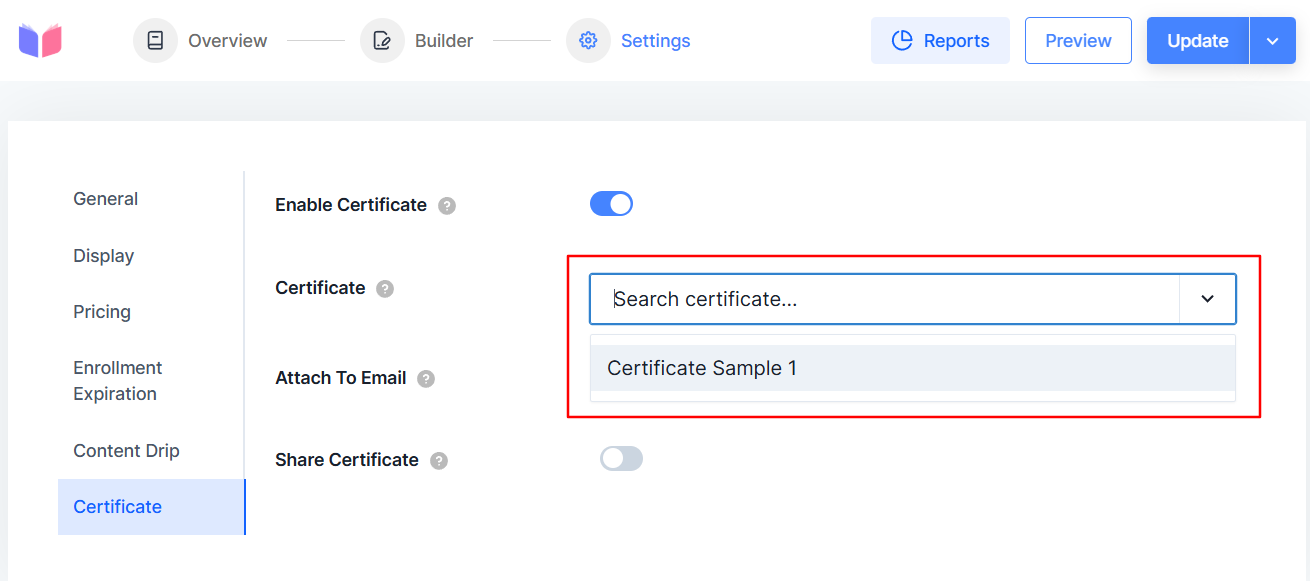 Overview
Builder
Settings
Reports
Preview
Update
General
Display
Pricing
Enrollment
Expiration
Content Drip
Certificate
Enable Certificate ?
Certificate ?
Search certificate...
Certificate Sample 1
Attach To Email ?
Share Certificate ?